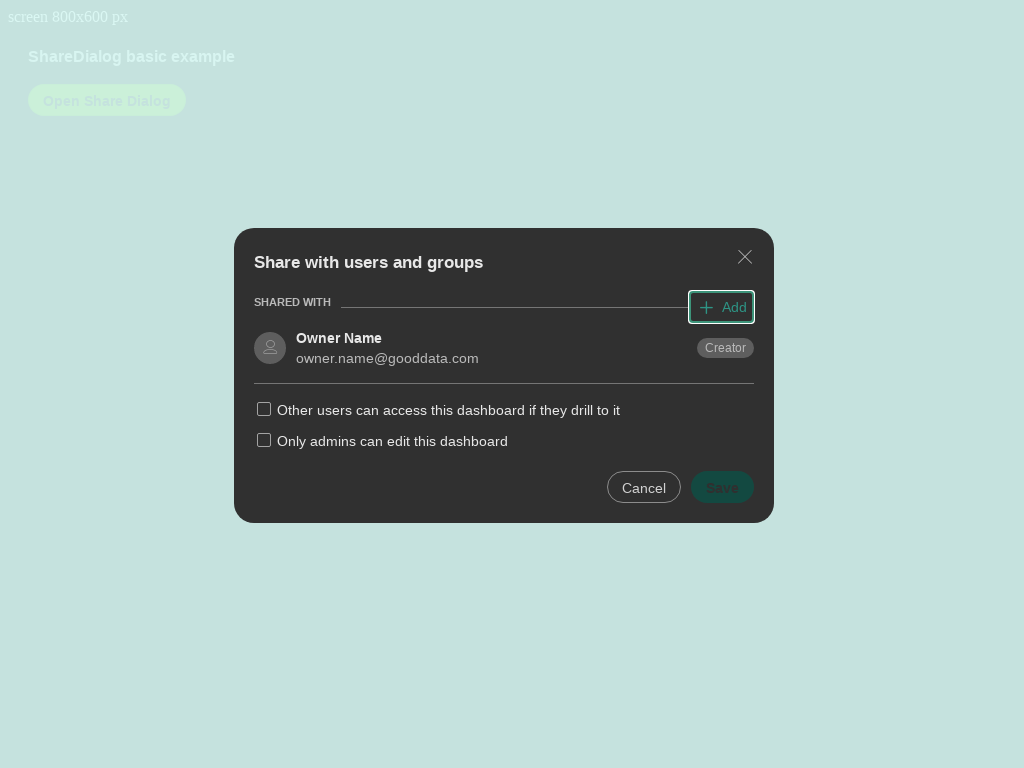 screen 800x600 px
ShareDialog basic example
Open Share Dialog
Share with users and groups
SHARED WITH
Add
Owner Name
owner.name@gooddata.com
Creator
Other users can access this dashboard if they drill to it
Only admins can edit this dashboard
Cancel
Save